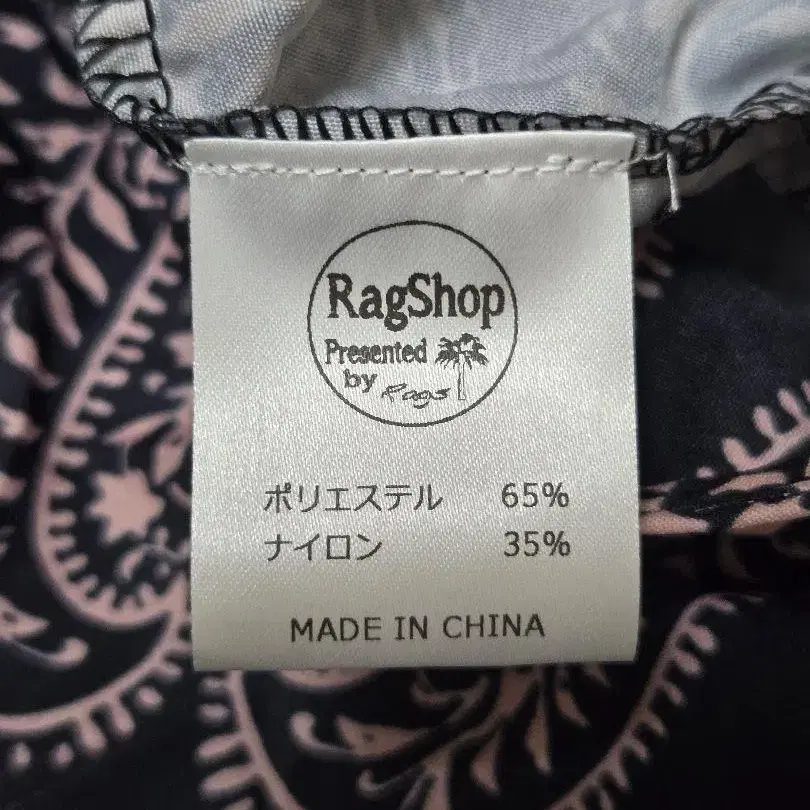 RagShop
Presented
by Rags
ポリエステル 65%
ナイロン 35%
MADE IN CHINA